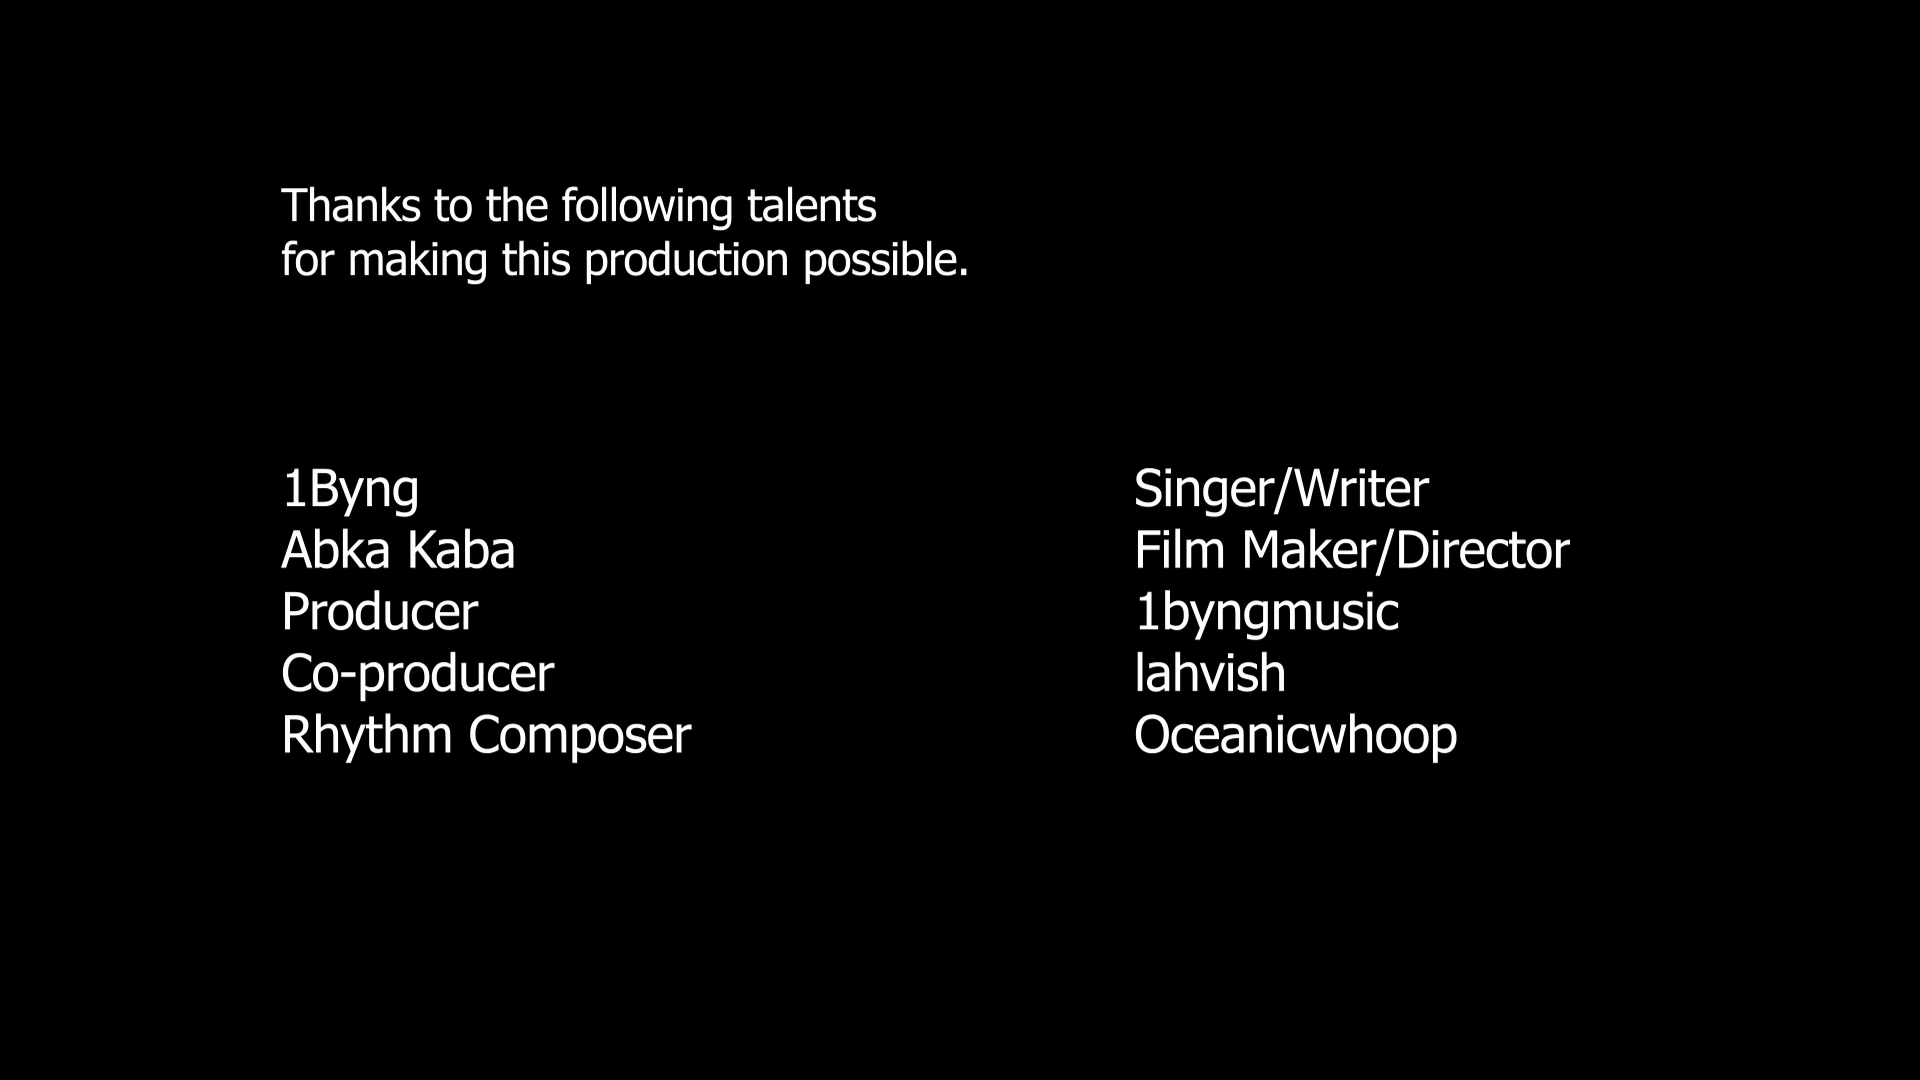 Thanks to the following talents
for making this production possible.
1Byng Singer/Writer
Abka Kaba Film Maker/Director
Producer 1byngmusic
Co-producer lahvish
Rhythm Composer Oceanicwhoop